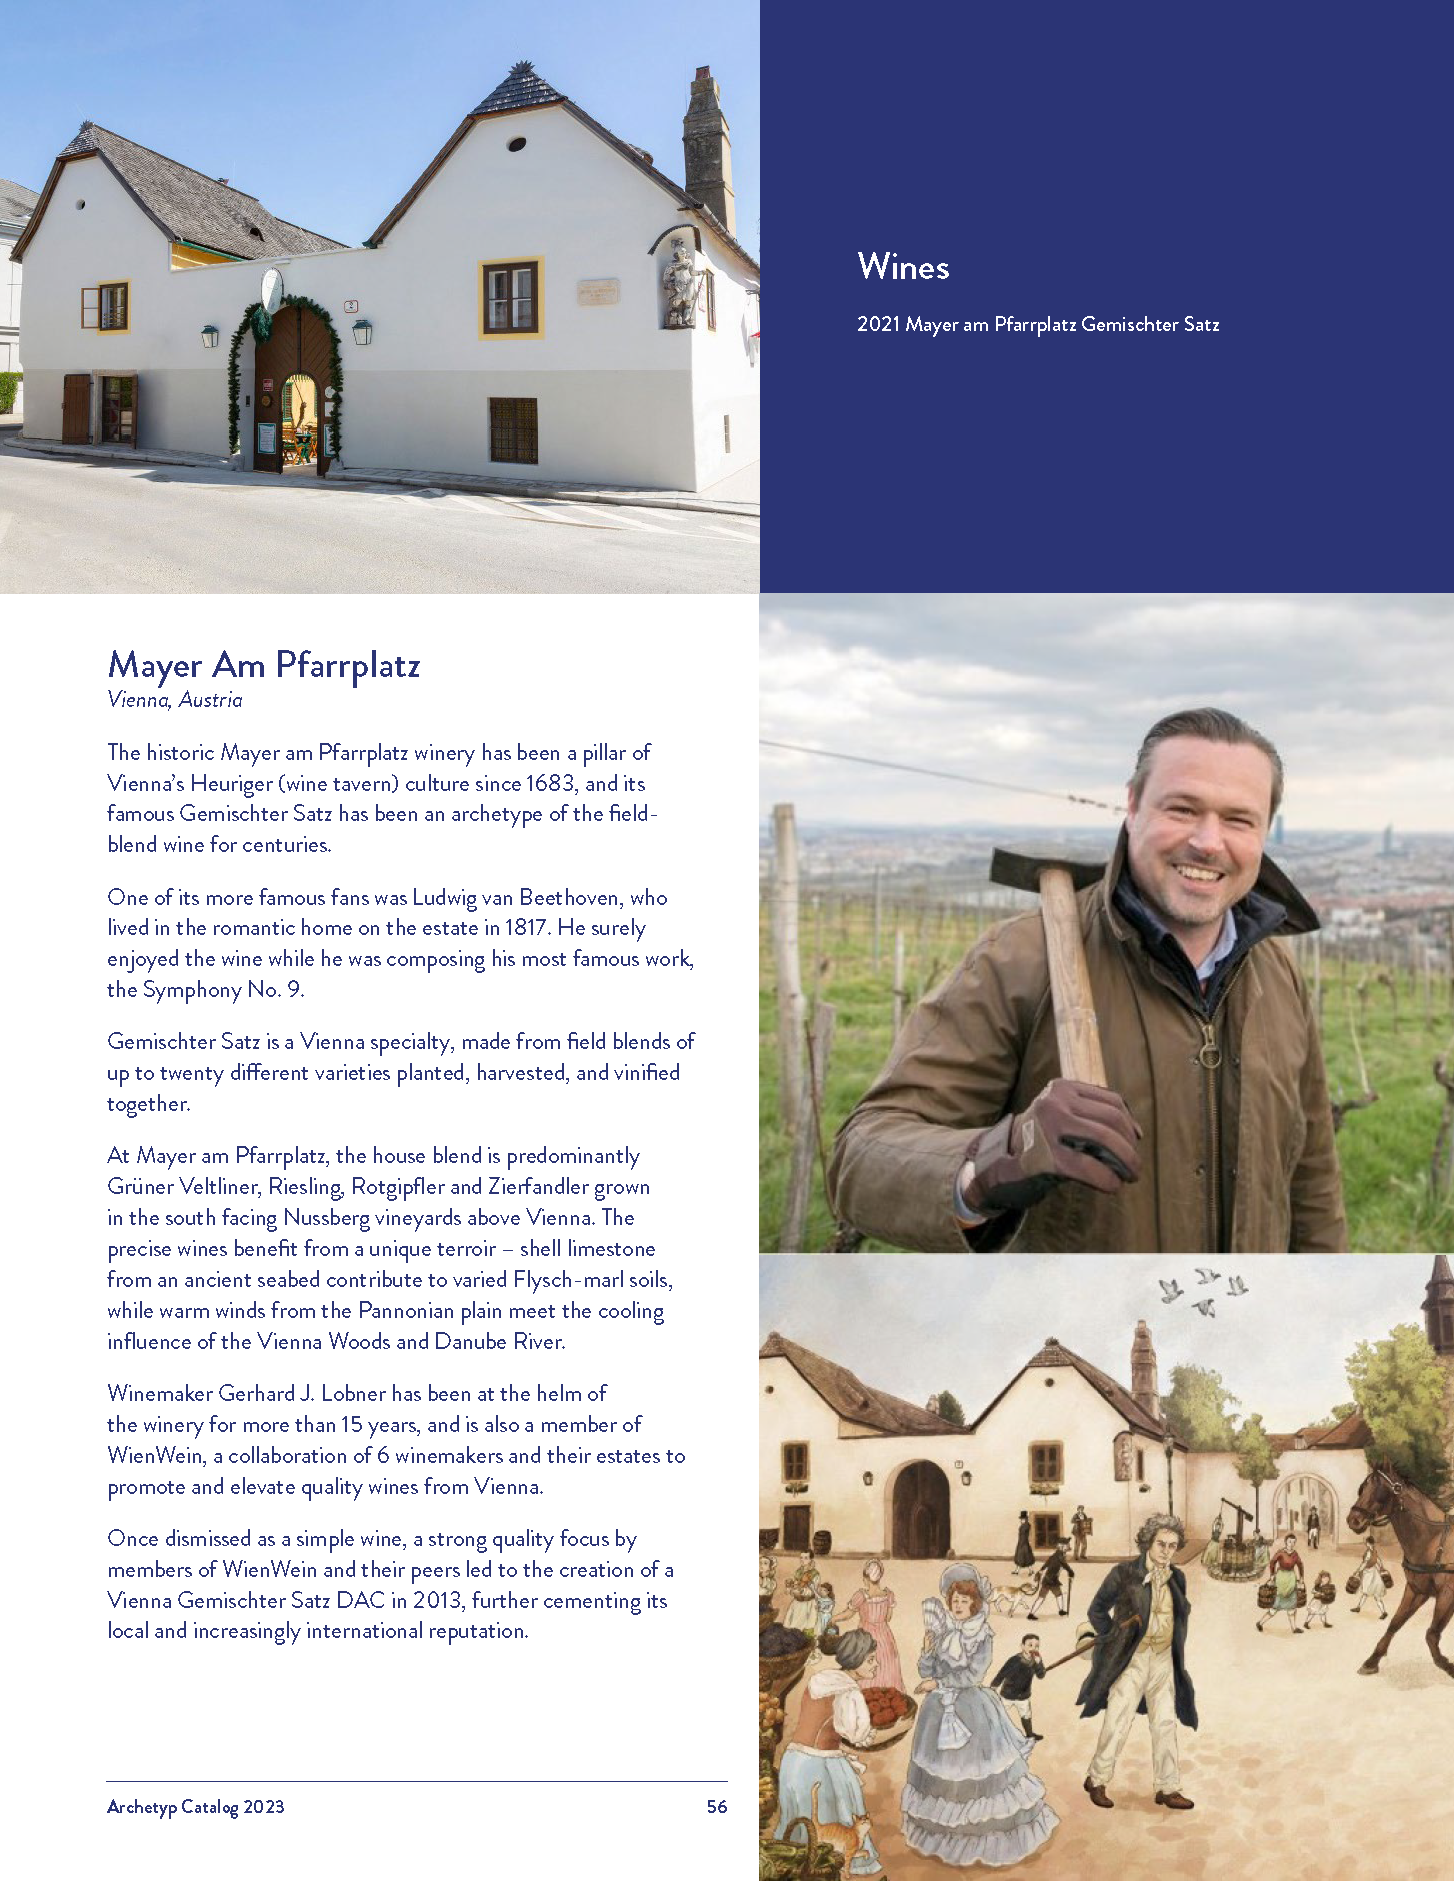 Wines
2021 Mayer am Pfarrplatz Gemischter Satz
Mayer Am Pfarrplatz
Vienna, Austria
The historic Mayer am Pfarrplatz winery has been a pillar of
Vienna's Heuriger (wine tavern) culture since 1683, and its
famous Gemischter Satz has been an archetype of the field-
blend wine for centuries.
One of its more famous fans was Ludwig van Beethoven, who
lived in the romantic home on the estate in 1817. He surely
enjoyed the wine while he was composing his most famous work,
the Symphony No. 9.
Gemischter Satz is a Vienna specialty, made from field blends of
up to twenty different varieties planted, harvested, and vinified
together.
At Mayer am Pfarrplatz, the house blend is predominantly
Grüner Veltliner, Riesling, Rotgipfler and Zierfandler grown
in the south facing Nussberg vineyards above Vienna. The
precise wines benefit from a unique terroir – shell limestone
from an ancient seabed contribute to varied Flysch-marl soils,
while warm winds from the Pannonian plain meet the cooling
influence of the Vienna Woods and Danube River.
Winemaker Gerhard J. Lobner has been at the helm of
the winery for more than 15 years, and is also a member of
WienWein, a collaboration of 6 winemakers and their estates to
promote and elevate quality wines from Vienna.
Once dismissed as a simple wine, a strong quality focus by
members of WienWein and their peers led to the creation of a
Vienna Gemischter Satz DAC in 2013, further cementing its
local and increasingly international reputation.
Archetyp Catalog 2023
56